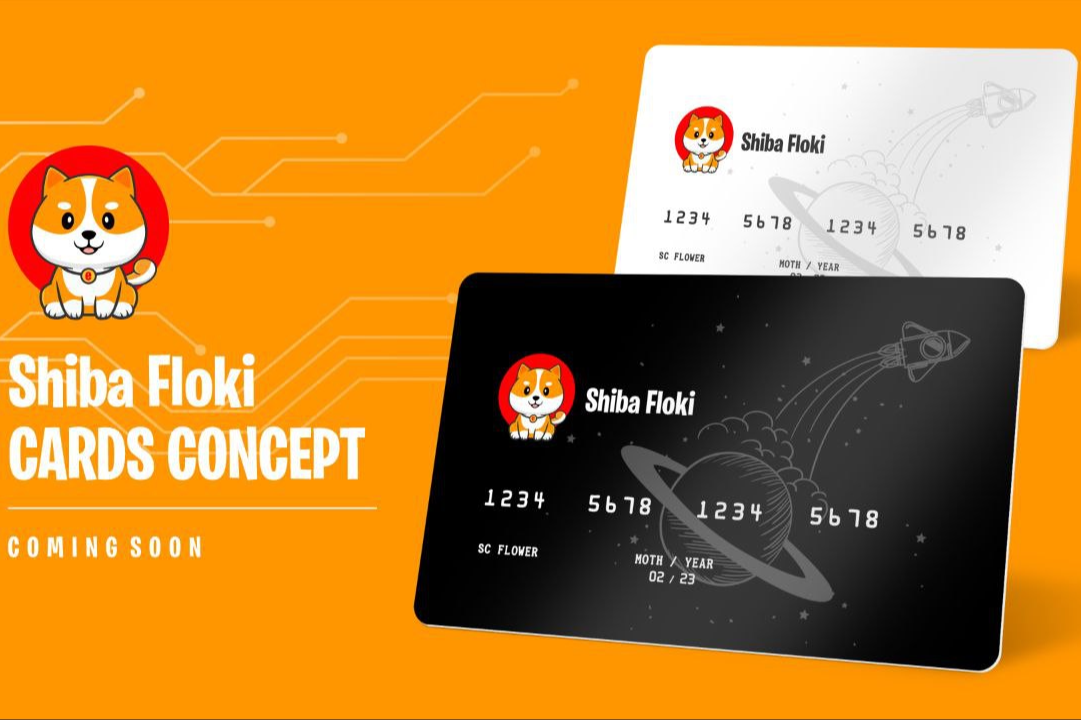 Shiba Floki
CARDS CONCEPT
COMING SOON
Shiba Floki
1234 5678 1234 5678
SC FLOWER
MOTH / YEAR
Shiba Floki
1234 5678 1234 5678
SC FLOWER
MOTH / YEAR
02 / 23